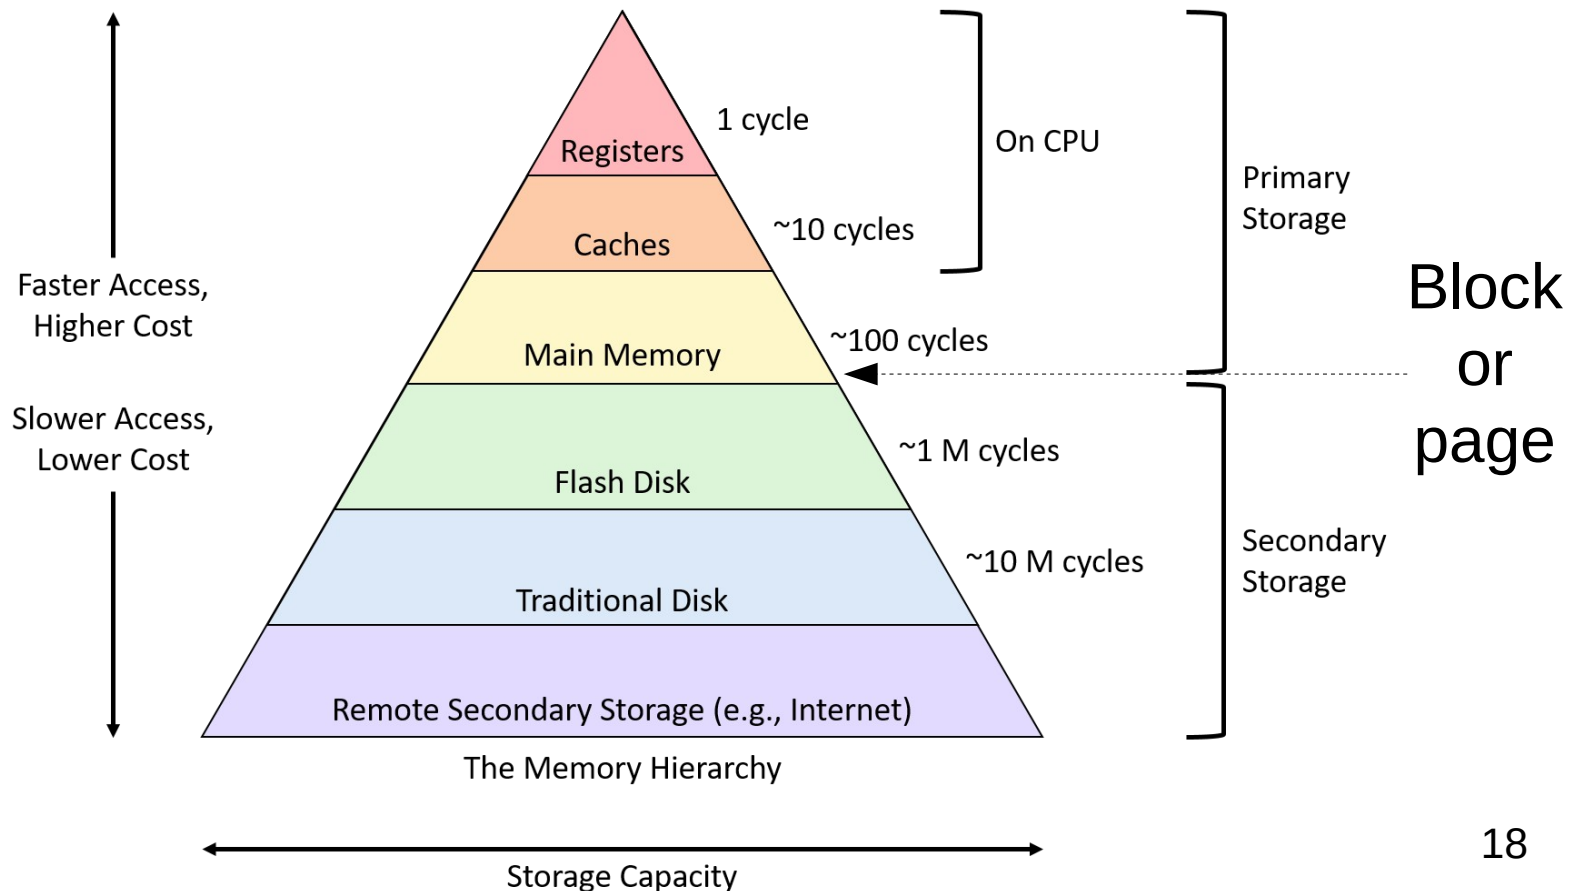 1 cycle
Registers
On CPU
Primary
Storage
~10 cycles
Caches
Faster Access,
Higher Cost
Block
or
page
~100 cycles
Main Memory
Slower Access,
Lower Cost
~1 M cycles
Flash Disk
Secondary
Storage
~10 M cycles
Traditional Disk
Remote Secondary Storage (e.g., Internet)
The Memory Hierarchy
Storage Capacity
18